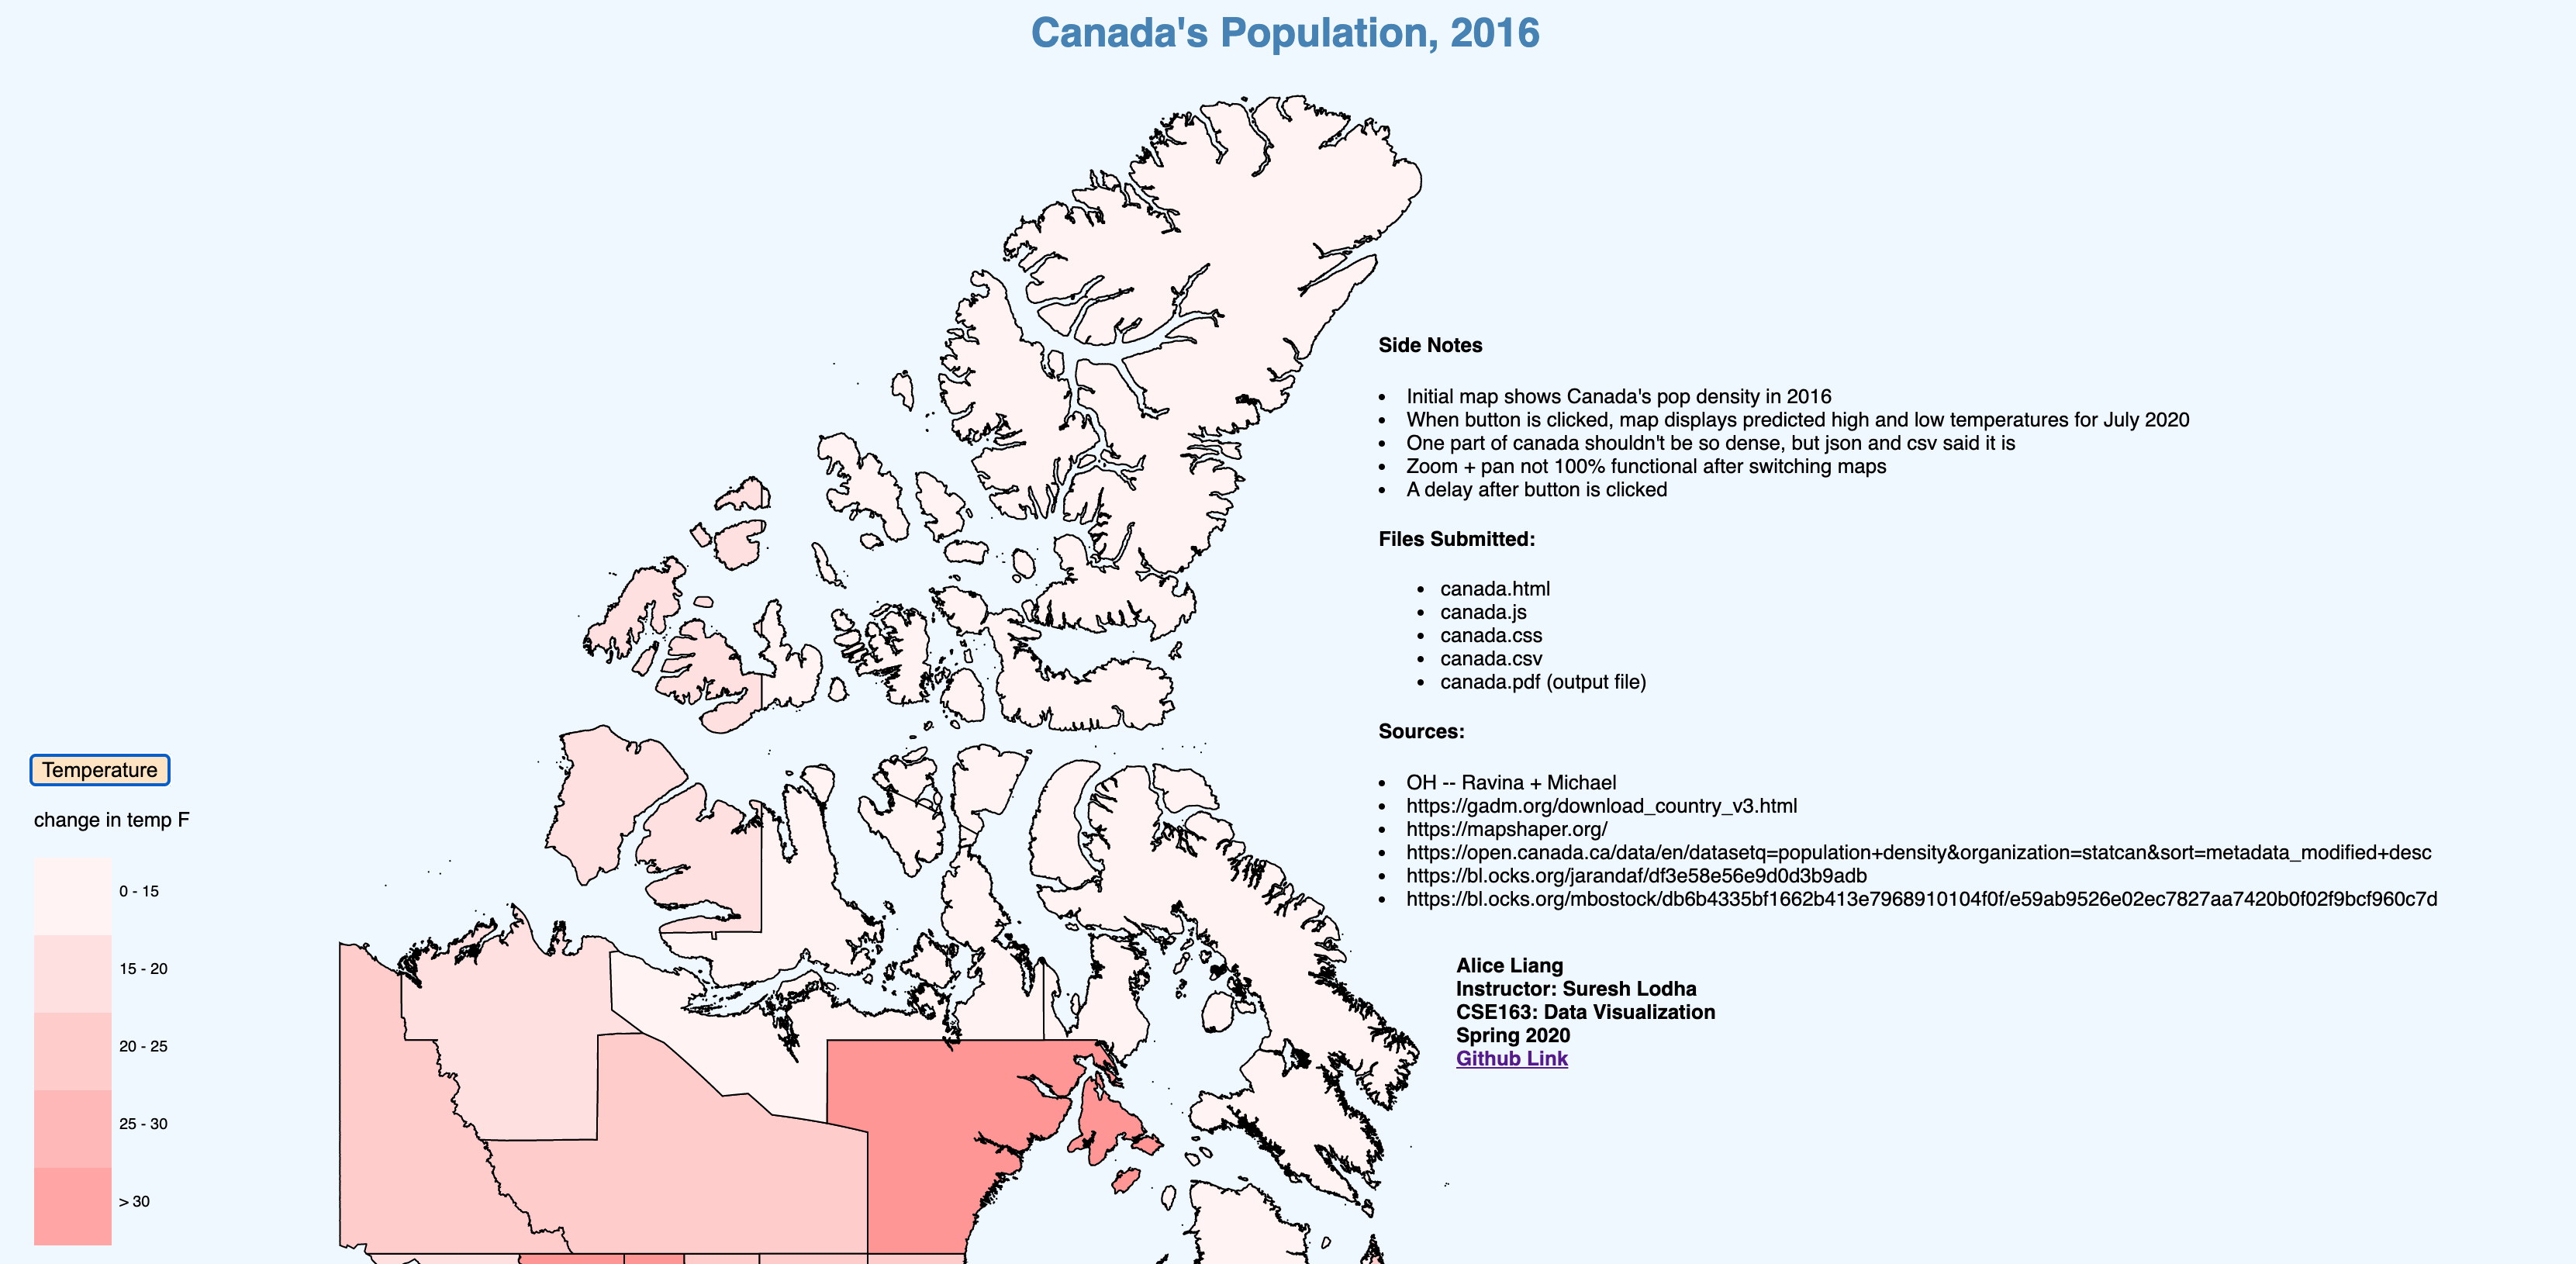 Canada's Population, 2016
Side Notes
Initial map shows Canada's pop density in 2016
When button is clicked, map displays predicted high and low temperatures for July 2020
One part of canada shouldn't be so dense, but json and csv said it is
Zoom + pan not 100% functional after switching maps
A delay after button is clicked
Files Submitted:
canada.html
canada.js
canada.css
canada.csv
canada.pdf (output file)
Sources:
OH -- Ravina + Michael
https://gadm.org/download_country_v3.html
https://mapshaper.org/
https://open.canada.ca/data/en/datasetq=population+density&organization=statcan&sort=metadata_modified+desc
https://bl.ocks.org/jarandaf/df3e58e56e9d0d3b9adb
https://bl.ocks.org/mbostock/db6b4335bf1662b413e7968910104f0f/e59ab9526e02ec7827aa7420b0f02f9bcf960c7d
Alice Liang
Instructor: Suresh Lodha
CSE163: Data Visualization
Spring 2020
Github Link
Temperature
change in temp F
0 - 15
15 - 20
20 - 25
25 - 30
> 30